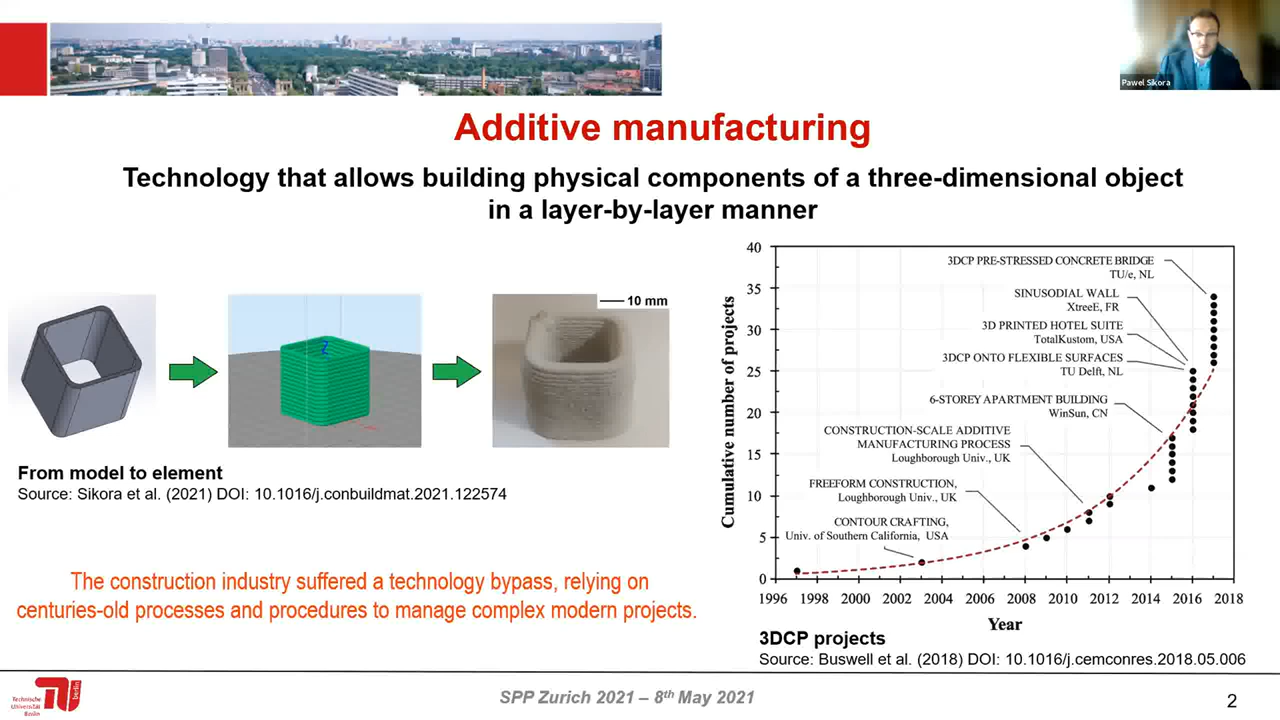 Pawel Sikora
Additive manufacturing
Technology that allows building physical components of a three-dimensional object
in a layer-by-layer manner
10 mm
Z
From model to element
Source: Sikora et al. (2021) DOI: 10.1016/j.conbuildmat.2021.122574
The construction industry suffered a technology bypass, relying on
centuries-old processes and procedures to manage complex modern projects.
Cumulative number of projects
40
35
30
25
20
15
10
5
0
3DCP PRE-STRESSED CONCRETE BRIDGE
TU/e, NL
SINUSODIAL WALL
XtreeE, FR
3D PRINTED HOTEL SUITE
TotalKustom, USA
3DCP ONTO FLEXIBLE SURFACES
TU Delft, NL
6-STOREY APARTMENT BUILDING
WinSun, CN
CONSTRUCTION-SCALE ADDITIVE
MANUFACTURING PROCESS
Loughborough Univ., UK
FREEFORM CONSTRUCTION,
Loughborough Univ., UK
CONTOUR CRAFTING,
Univ. of Southern California, USA
1996 1998 2000 2002 2004 2006 2008 2010 2012 2014 2016 2018
Year
3DCP projects
Source: Buswell et al. (2018) DOI: 10.1016/j.cemconres.2018.05.006
Technische
Universität
Berlin
berlin
SPP Zurich 2021 – 8th May 2021
2